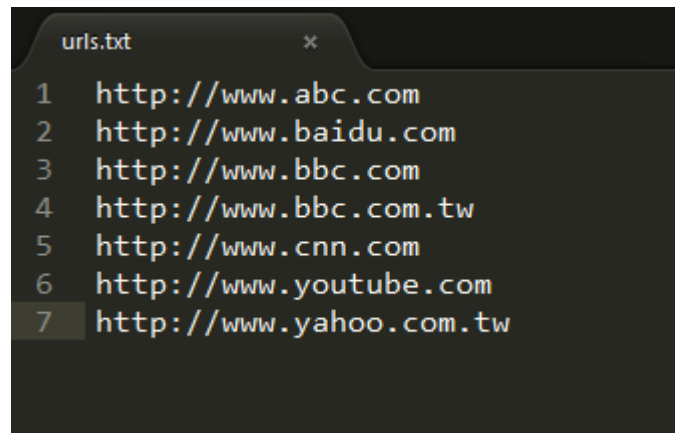 urls.txt ×
1 http://www.abc.com
2 http://www.baidu.com
3 http://www.bbc.com
4 http://www.bbc.com.tw
5 http://www.cnn.com
6 http://www.youtube.com
7 http://www.yahoo.com.tw